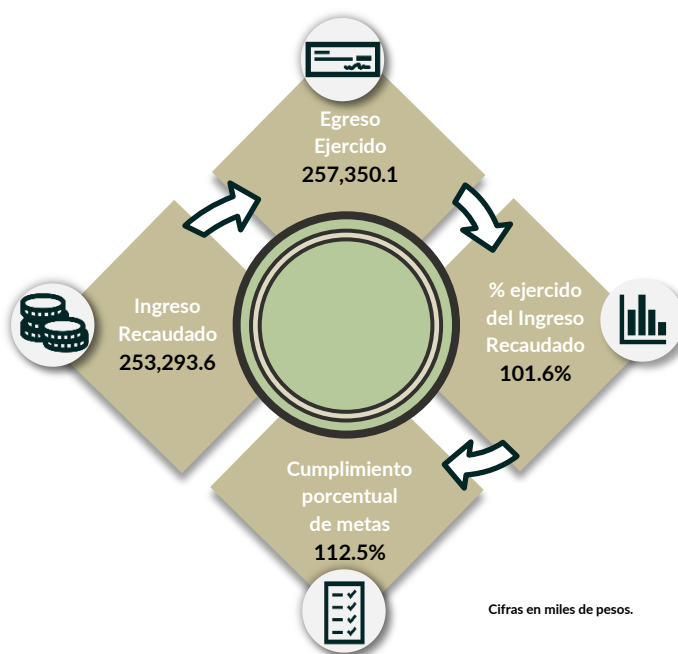 Egreso
Ejercido
257,350.1
Ingreso
Recaudado
253,293.6
% ejercido
del Ingreso
Recaudado
101.6%
Cumplimiento
porcentual
de metas
112.5%
Cifras en miles de pesos.